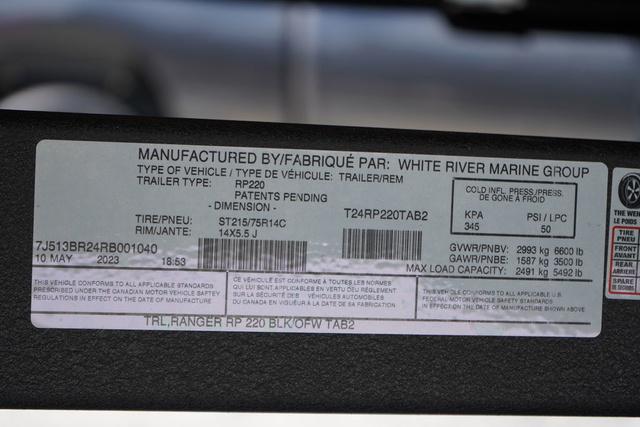 MANUFACTURED BY/FABRIQUÉ PAR: WHITE RIVER MARINE GROUP
TYPE OF VEHICLE / TYPE DE VÉHICULE: TRAILER/REM
TRAILER TYPE: RP220
PATENTS PENDING
- DIMENSION - T24RP220TAB2
TIRE/PNEU: ST215/75R14C
RIM/JANTE: 14X5.5 J
COLD INFL. PRESS/PRESS.
DE GONE À FROID
KPA PSI / LPC
345 50
7J513BR24RB001040
10 MAY 2023 18:53
GVWR/PNBV: 2993 kg 6600 lb
GAWR/PNBE: 1587 kg 3500 lb
MAX LOAD CAPACITY: 2491 kg 5492 lb
THIS CONFORMS TO ALL APPLICABLE STANDARDS
PRESCRIBED UNDER THE CANADIAN MOTOR VEHICLE SAFETY
REGULATIONS IN EFFECT ON THE DATE OF MANUFACTURE
CE VÉHICULE EST CONFORME À TOUTES LES NORMES
QUI LUI SONT APPLICABLES EN VERTU DU RÉGLEMENT
SUR LA SÉCURITÉ DES VÉHICULES AUTOMOBILES
DU CANADA EN VIGUEUR À LA DATE DE SA FABRICATION
THIS CONFORMS TO ALL APPLICABLE U.S.
FEDERAL MOTOR VEHICLE SAFETY STANDARDS
IN EFFECT ON THE DATE OF MANUFACTURE
TRL,RANGER RP 220 BLK/OFW TAB2
THE WEI
LE POIDS
TIRE
PNEU
FRONT
AVANT
REAR
ARRIERE
SPARE